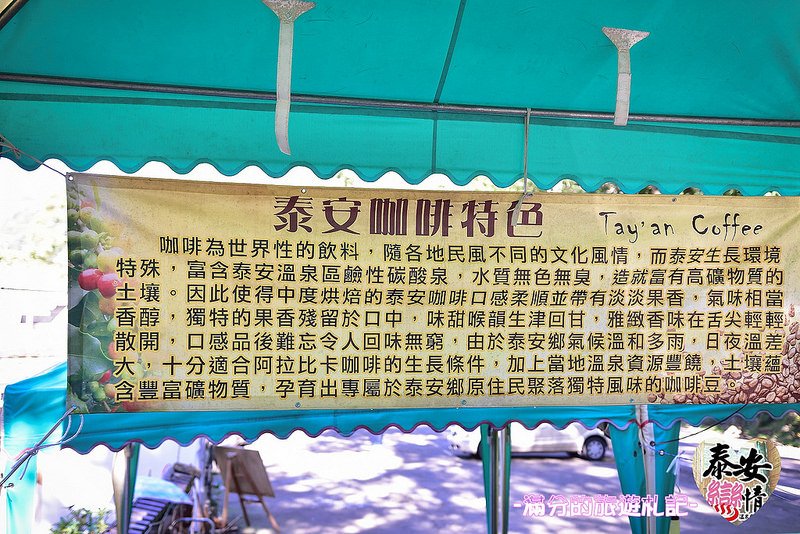 泰安咖啡特色 Tay'an Coffee
咖啡為世界性的飲料，隨各地民風不同的文化風情，而泰安生長環境
特殊，富含泰安溫泉區鹼性碳酸泉，水質無色無臭，造就富有高礦物質的
土壤。因此使得中度烘焙的泰安咖啡口感柔順並帶有淡淡果香，氣味相當
香醇，獨特的果香殘留於口中，味甜喉韻生津回甘，雅緻香味在舌尖輕輕
散開，口感品後難忘令人回味無窮，由於泰安鄉氣候溫和多雨，日夜溫差
大，十分適合阿拉比卡咖啡的生長條件，加上當地溫泉資源豐饒，土壤蘊
含豐富礦物質，孕育出專屬於泰安鄉原住民聚落獨特風味的咖啡豆。
泰安
戀情
-滿分的旅遊札記-